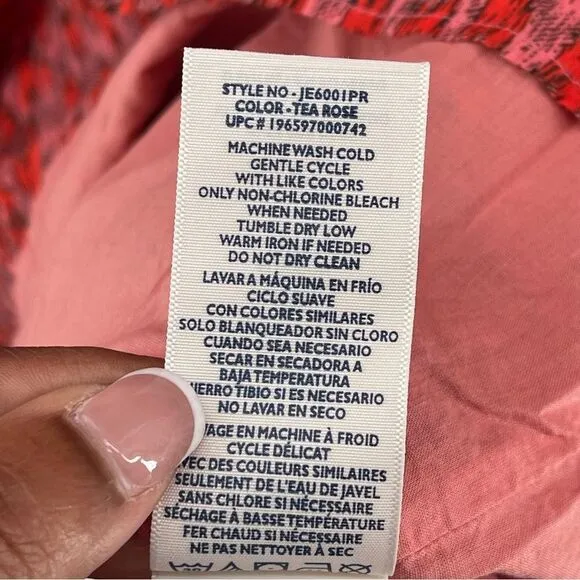 STYLE NO - JE6001PR
COLOR - TEA ROSE
UPC# 196597000742
MACHINE WASH COLD
GENTLE CYCLE
WITH LIKE COLORS
ONLY NON-CHLORINE BLEACH
WHEN NEEDED
TUMBLE DRY LOW
WARM IRON IF NEEDED
DO NOT DRY CLEAN
LAVAR A MÁQUINA EN FRÍO
CICLO SUAVE
CON COLORES SIMILARES
SOLO BLANQUEADOR SIN CLORO
CUANDO SEA NECESARIO
SECAR EN SECADORA A
BAJA TEMPERATURA
TIBIO SI ES NECESARIO
NO LAVAR EN SECO
EN MACHINE À FROID
CYCLE DÉLICAT
DES COULEURS SIMILAIRES
SEULEMENT DE L'EAU DE JAVEL
SANS CHLORE SI NÉCESSAIRE
SÉCHAGE À BASSE TEMPÉRATURE
FER CHAUD SI NÉCESSAIRE
NE PAS NETTOYER À SEC